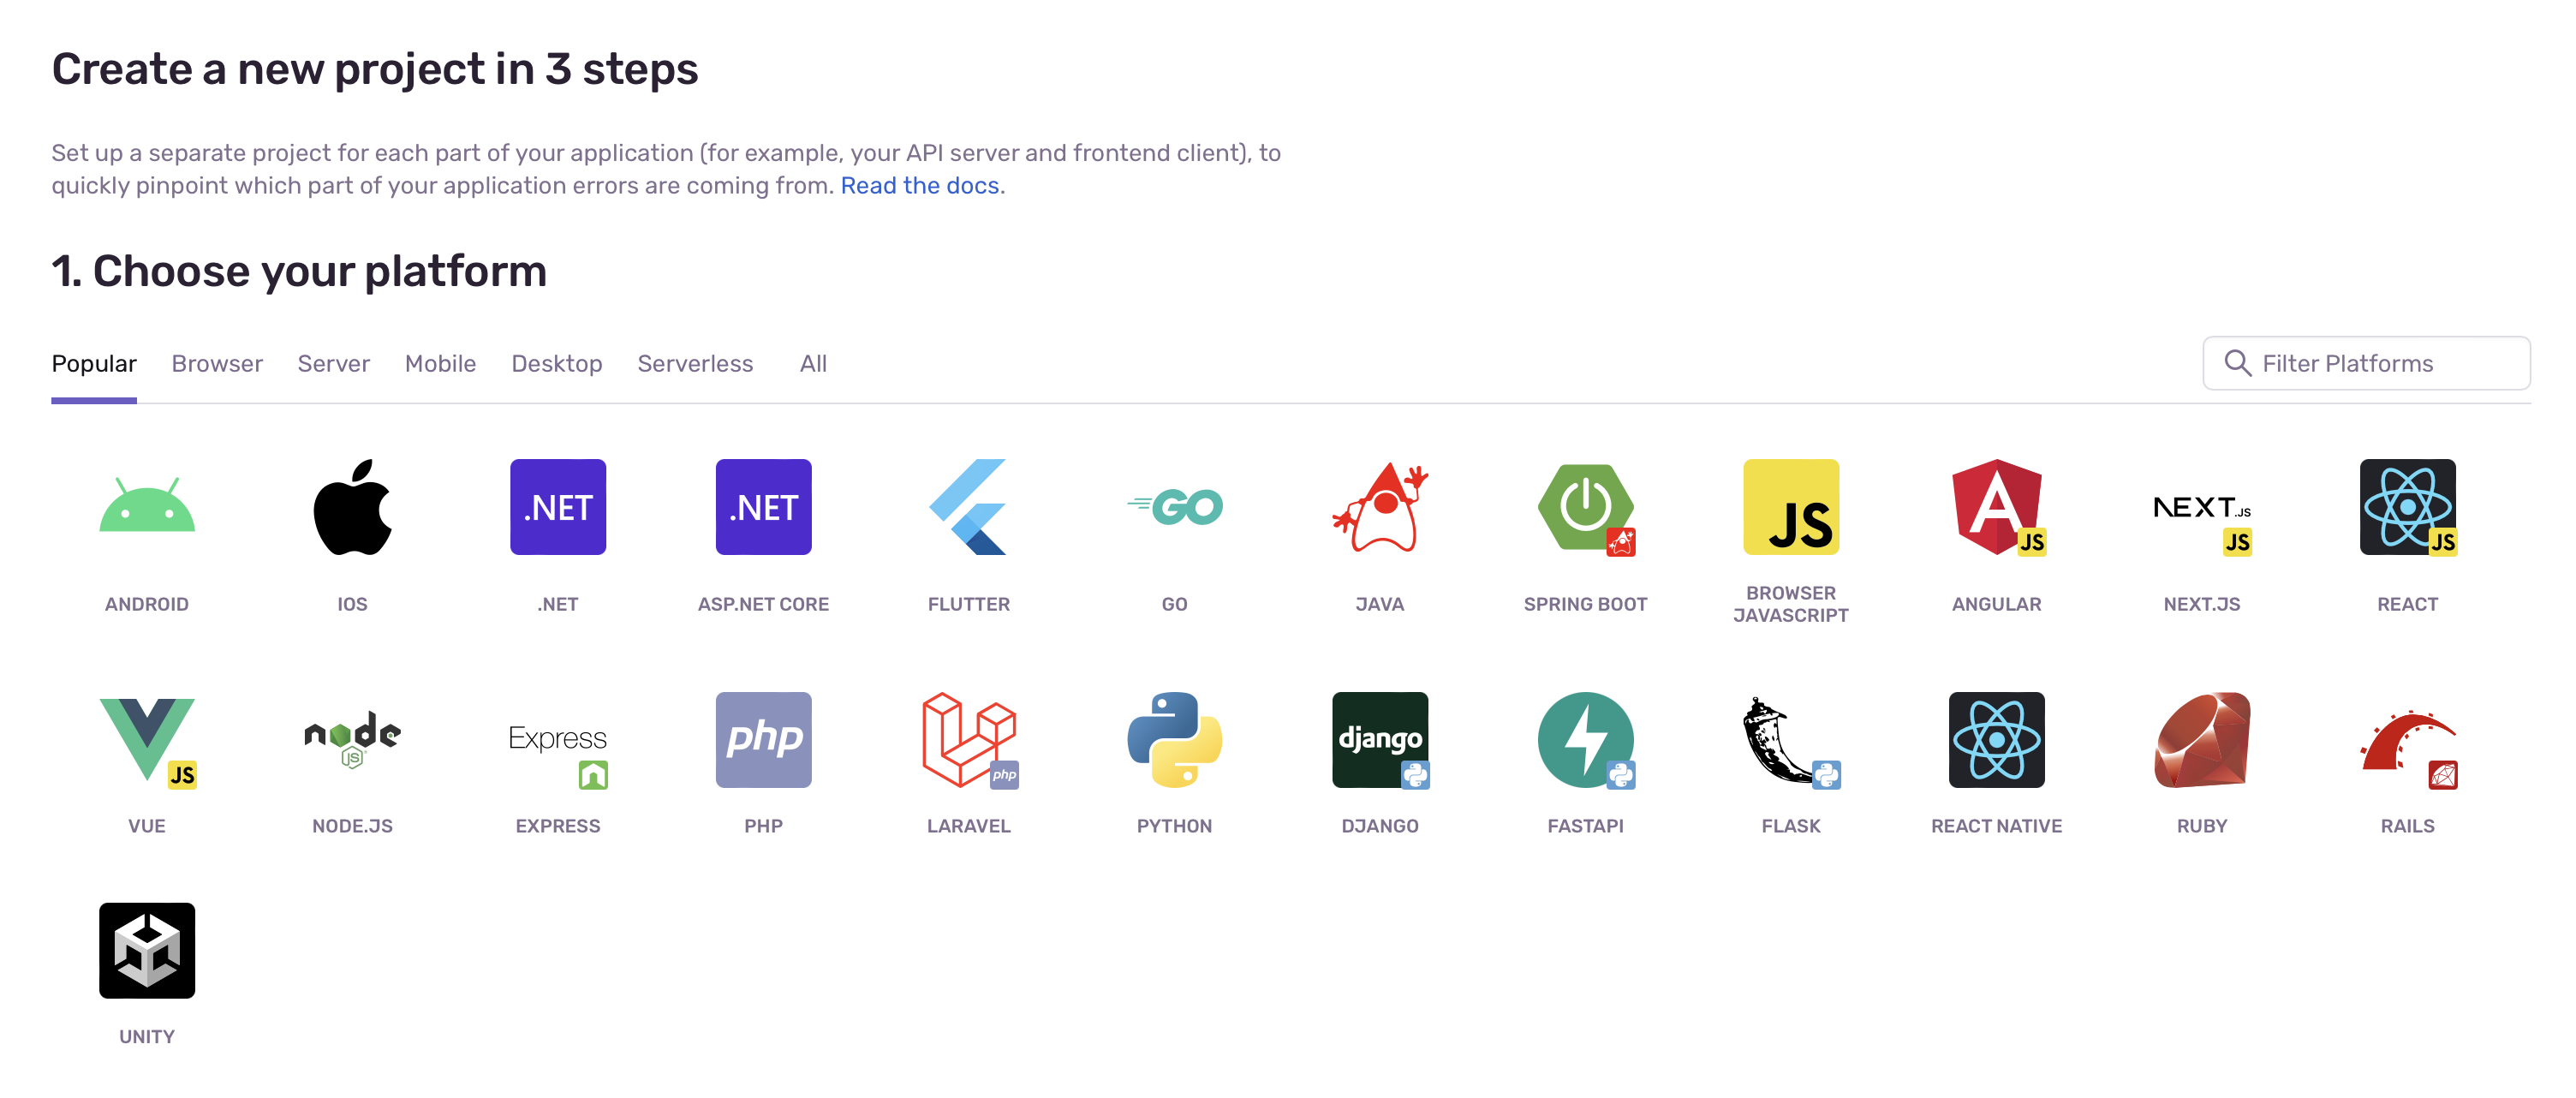 Create a new project in 3 steps
Set up a separate project for each part of your application (for example, your API server and frontend client), to
quickly pinpoint which part of your application errors are coming from. Read the docs.
1. Choose your platform
Popular Browser Server Mobile Desktop Serverless All Filter Platforms
.NET .NET GO JS JS NEXT.JS JS JS
ANDROID IOS .NET ASP.NET CORE FLUTTER GO JAVA SPRING BOOT BROWSER JAVASCRIPT ANGULAR NEXT.JS REACT
JS node JS Express php php django
VUE NODE.JS EXPRESS PHP LARAVEL PYTHON DJANGO FASTAPI FLASK REACT NATIVE RUBY RAILS
UNITY